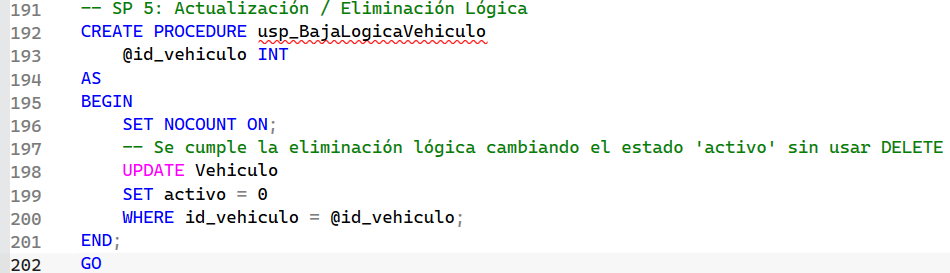 191 -- SP 5: Actualización / Eliminación Lógica
192 CREATE PROCEDURE usp_BajaLogicaVehiculo
193     @id_vehiculo INT
194 AS
195 BEGIN
196     SET NOCOUNT ON;
197     -- Se cumple la eliminación lógica cambiando el estado 'activo' sin usar DELETE
198     UPDATE Vehiculo
199     SET activo = 0
200     WHERE id_vehiculo = @id_vehiculo;
201 END;
202 GO